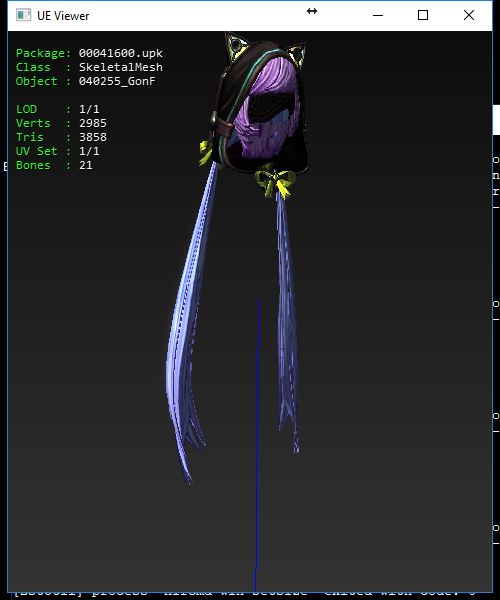 UE Viewer
Package: 00041600.upk
Class : SkeletalMesh
Object : 040255_GonF
LOD : 1/1
Verts : 2985
Tris : 3858
UV Set : 1/1
Bones : 21